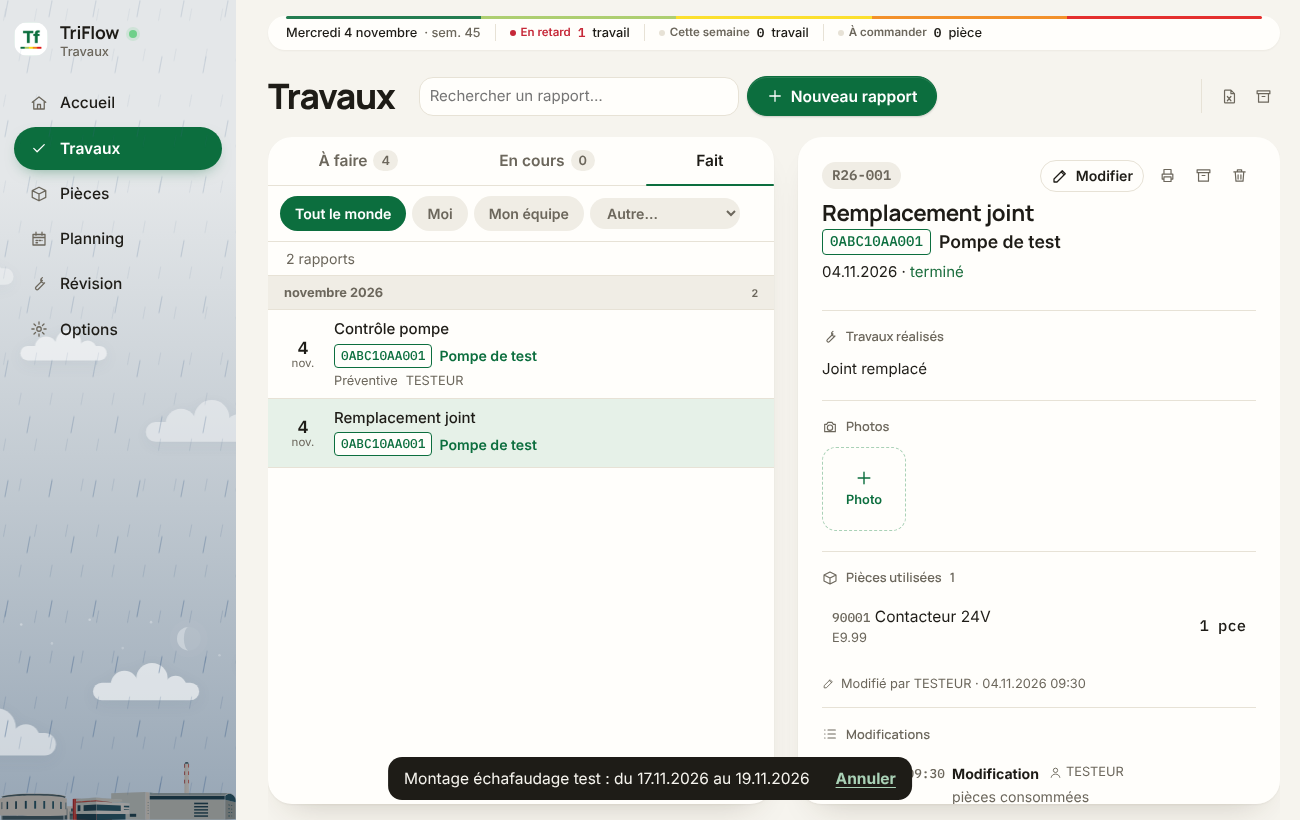 Tf
TriFlow
Travaux
Accueil
Travaux
Pièces
Planning
Révision
Options
Mercredi 4 novembre · sem. 45 En retard 1 travail Cette semaine 0 travail À commander 0 pièce
Travaux
Rechercher un rapport...
+ Nouveau rapport
À faire 4 En cours 0 Fait
Tout le monde Moi Mon équipe Autre...
2 rapports
novembre 2026 2
4 nov.
Contrôle pompe
0ABC10AA001 Pompe de test
Préventive TESTEUR
4 nov.
Remplacement joint
0ABC10AA001 Pompe de test
R26-001 Modifier
Remplacement joint
0ABC10AA001 Pompe de test
04.11.2026 · terminé
Travaux réalisés
Joint remplacé
Photos
+
Photo
Pièces utilisées 1
90001 Contacteur 24V
E9.99
1 pce
Modifié par TESTEUR · 04.11.2026 09:30
Modifications
9:30 Modification TESTEUR
pièces consommées
Montage échafaudage test : du 17.11.2026 au 19.11.2026 Annuler